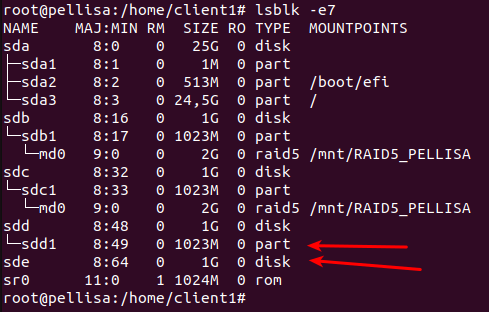 root@pellisa:/home/client1# lsblk -e7
NAME MAJ:MIN RM SIZE RO TYPE MOUNTPOINTS
sda 8:0 0 25G 0 disk
├─sda1 8:1 0 1M 0 part
├─sda2 8:2 0 513M 0 part /boot/efi
└─sda3 8:3 0 24,5G 0 part /
sdb 8:16 0 1G 0 disk
└─sdb1 8:17 0 1023M 0 part
└─md0 9:0 0 2G 0 raid5 /mnt/RAID5_PELLISA
sdc 8:32 0 1G 0 disk
└─sdc1 8:33 0 1023M 0 part
└─md0 9:0 0 2G 0 raid5 /mnt/RAID5_PELLISA
sdd 8:48 0 1G 0 disk
└─sdd1 8:49 0 1023M 0 part
sde 8:64 0 1G 0 disk
sr0 11:0 1 1024M 0 rom
root@pellisa:/home/client1#